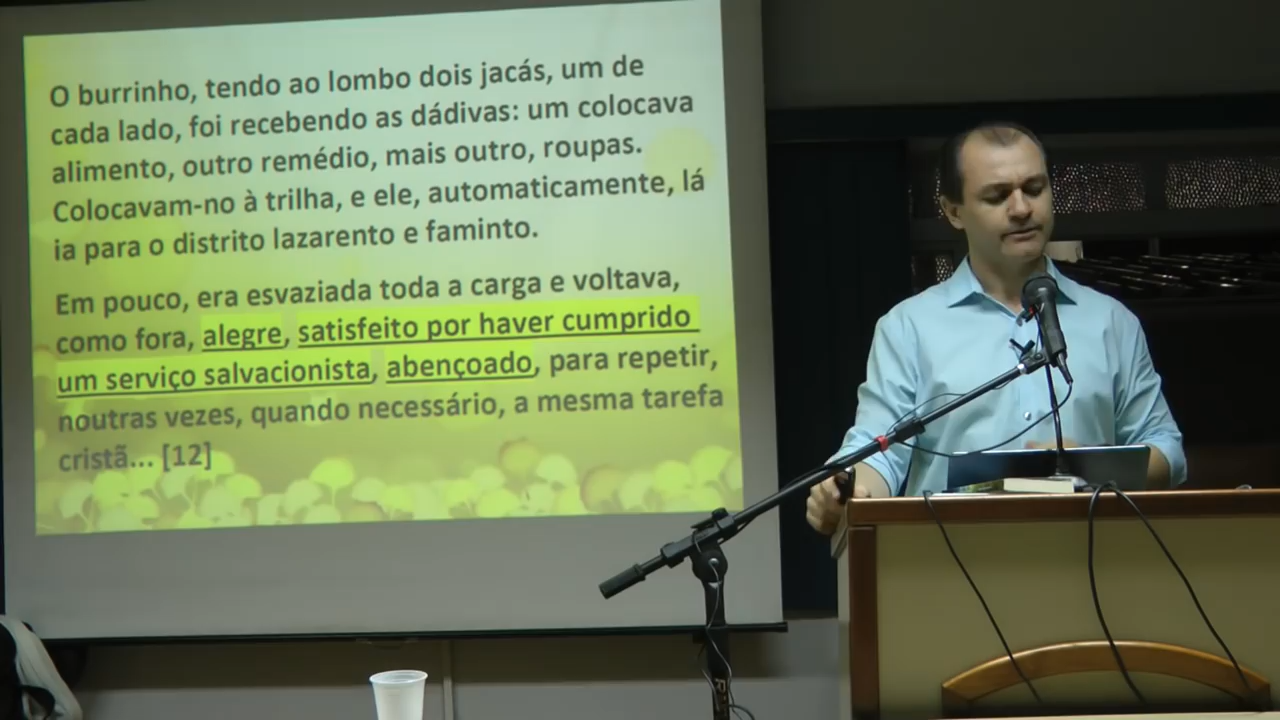 O burrinho, tendo ao lombo dois jacás, um de
cada lado, foi recebendo as dádivas: um colocava
alimento, outro remédio, mais outro, roupas.
Colocavam-no à trilha, e ele, automaticamente, lá
ia para o distrito lazarento e faminto.
Em pouco, era esvaziada toda a carga e voltava,
como fora, alegre, satisfeito por haver cumprido
um serviço salvacionista, abençoado, para repetir,
noutras vezes, quando necessário, a mesma tarefa
cristã... [12]